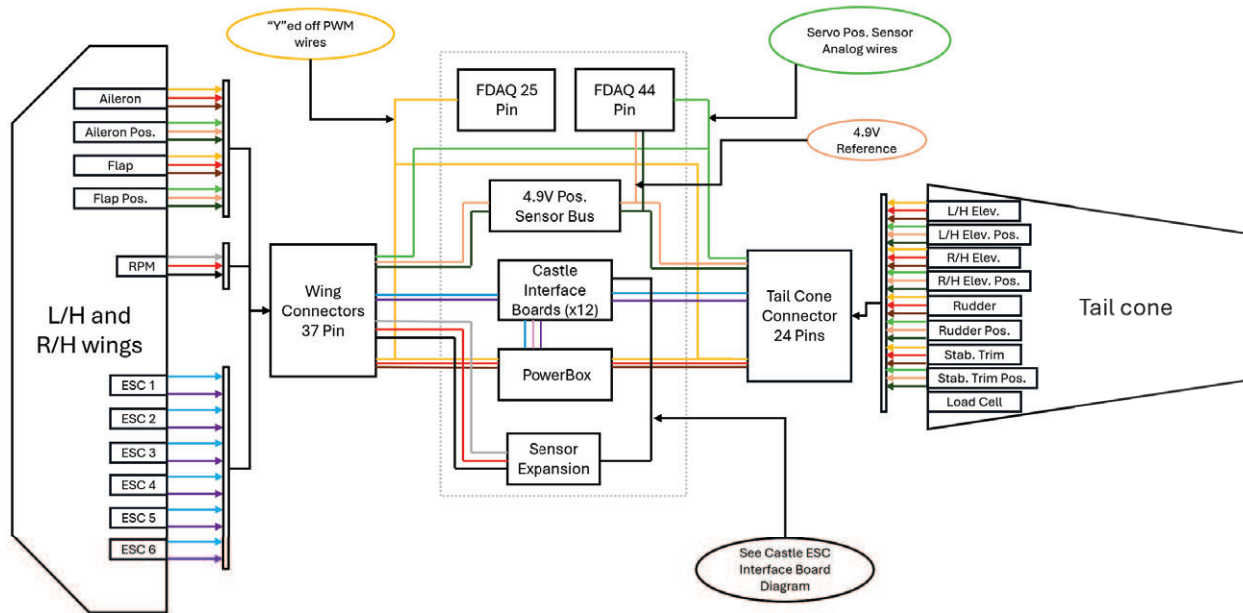 “Y”ed off PWM
wires
Servo Pos. Sensor
Analog wires
FDAQ 25
Pin
FDAQ 44
Pin
4.9V
Reference
Aileron
Aileron Pos.
Flap
Flap Pos.
RPM
L/H and
R/H wings
ESC 1
ESC 2
ESC 3
ESC 4
ESC 5
ESC 6
Wing
Connectors
37 Pin
4.9V Pos.
Sensor Bus
Castle
Interface
Boards (x12)
PowerBox
Sensor
Expansion
Tail Cone
Connector
24 Pins
L/H Elev.
L/H Elev. Pos.
R/H Elev.
R/H Elev. Pos.
Rudder
Rudder Pos.
Stab. Trim
Stab. Trim Pos.
Load Cell
Tail cone
See Castle ESC
Interface Board
Diagram